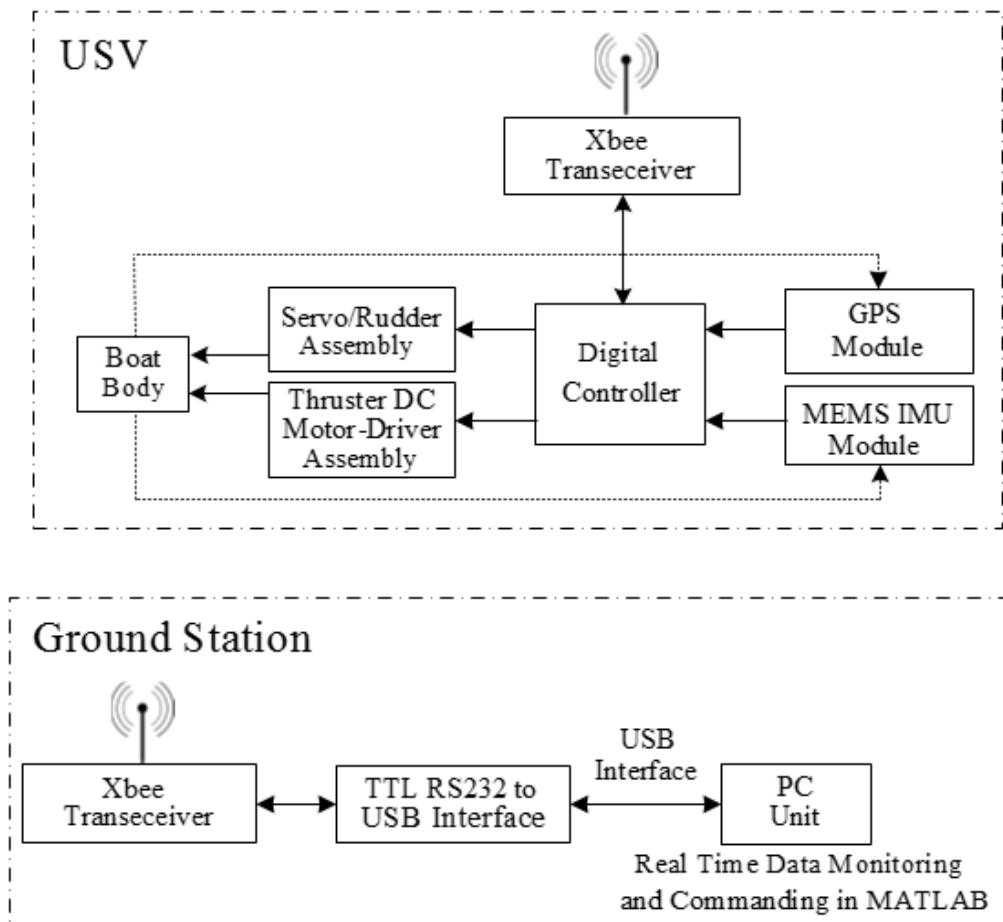 USV
Xbee
Transeceiver
Servo/Rudder
Assembly
Boat
Body
Thruster DC
Motor-Driver
Assembly
Digital
Controller
GPS
Module
MEMS IMU
Module
Ground Station
Xbee
Transeceiver
TTL RS232 to
USB Interface
USB
Interface
PC
Unit
Real Time Data Monitoring
and Commanding in MATLAB